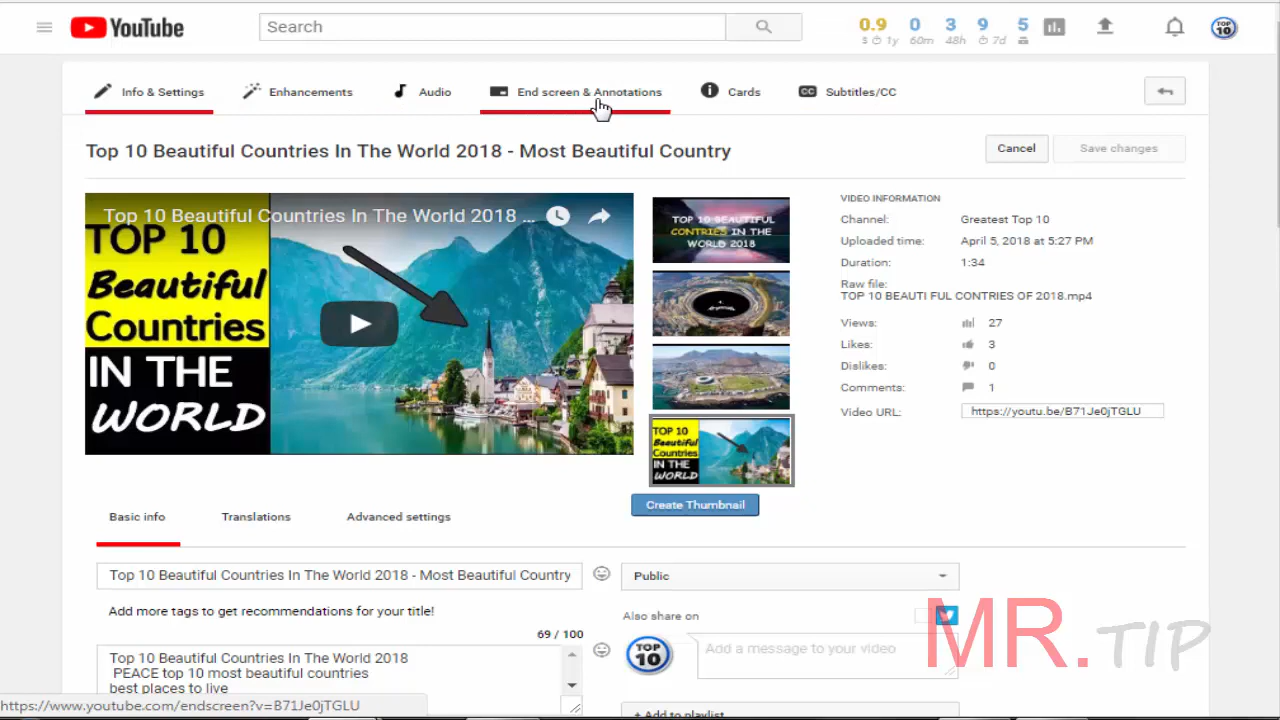 YouTube
Search
0.9 0 3 9 5
$ 1y 60m 48h 7d
TOP 10
Info & Settings
Enhancements
Audio
End screen & Annotations
Cards
CC Subtitles/CC
Top 10 Beautiful Countries In The World 2018 - Most Beautiful Country
Cancel
Save changes
Top 10 Beautiful Countries In The World 2018 ...
TOP 10
Beautiful
Countries
IN THE
WORLD
TOP 10 BEAUTIFUL
CONTRIES IN THE
WORLD 2018
TOP 10
Beautiful
Countries
IN THE
WORLD
Create Thumbnail
VIDEO INFORMATION
Channel: Greatest Top 10
Uploaded time: April 5, 2018 at 5:27 PM
Duration: 1:34
Raw file:
TOP 10 BEAUTI FUL CONTRIES OF 2018.mp4
Views: 27
Likes: 3
Dislikes: 0
Comments: 1
Video URL: https://youtu.be/B71Je0jTGLU
Basic info
Translations
Advanced settings
Top 10 Beautiful Countries In The World 2018 - Most Beautiful Country
Public
Add more tags to get recommendations for your title!
Also share on
69 / 100
Top 10 Beautiful Countries In The World 2018
PEACE top 10 most beautiful countries
best places to live
TOP
10
Add a message to your video
+ Add to playlist
MR.TIP
https://www.youtube.com/endscreen?v=B71Je0jTGLU